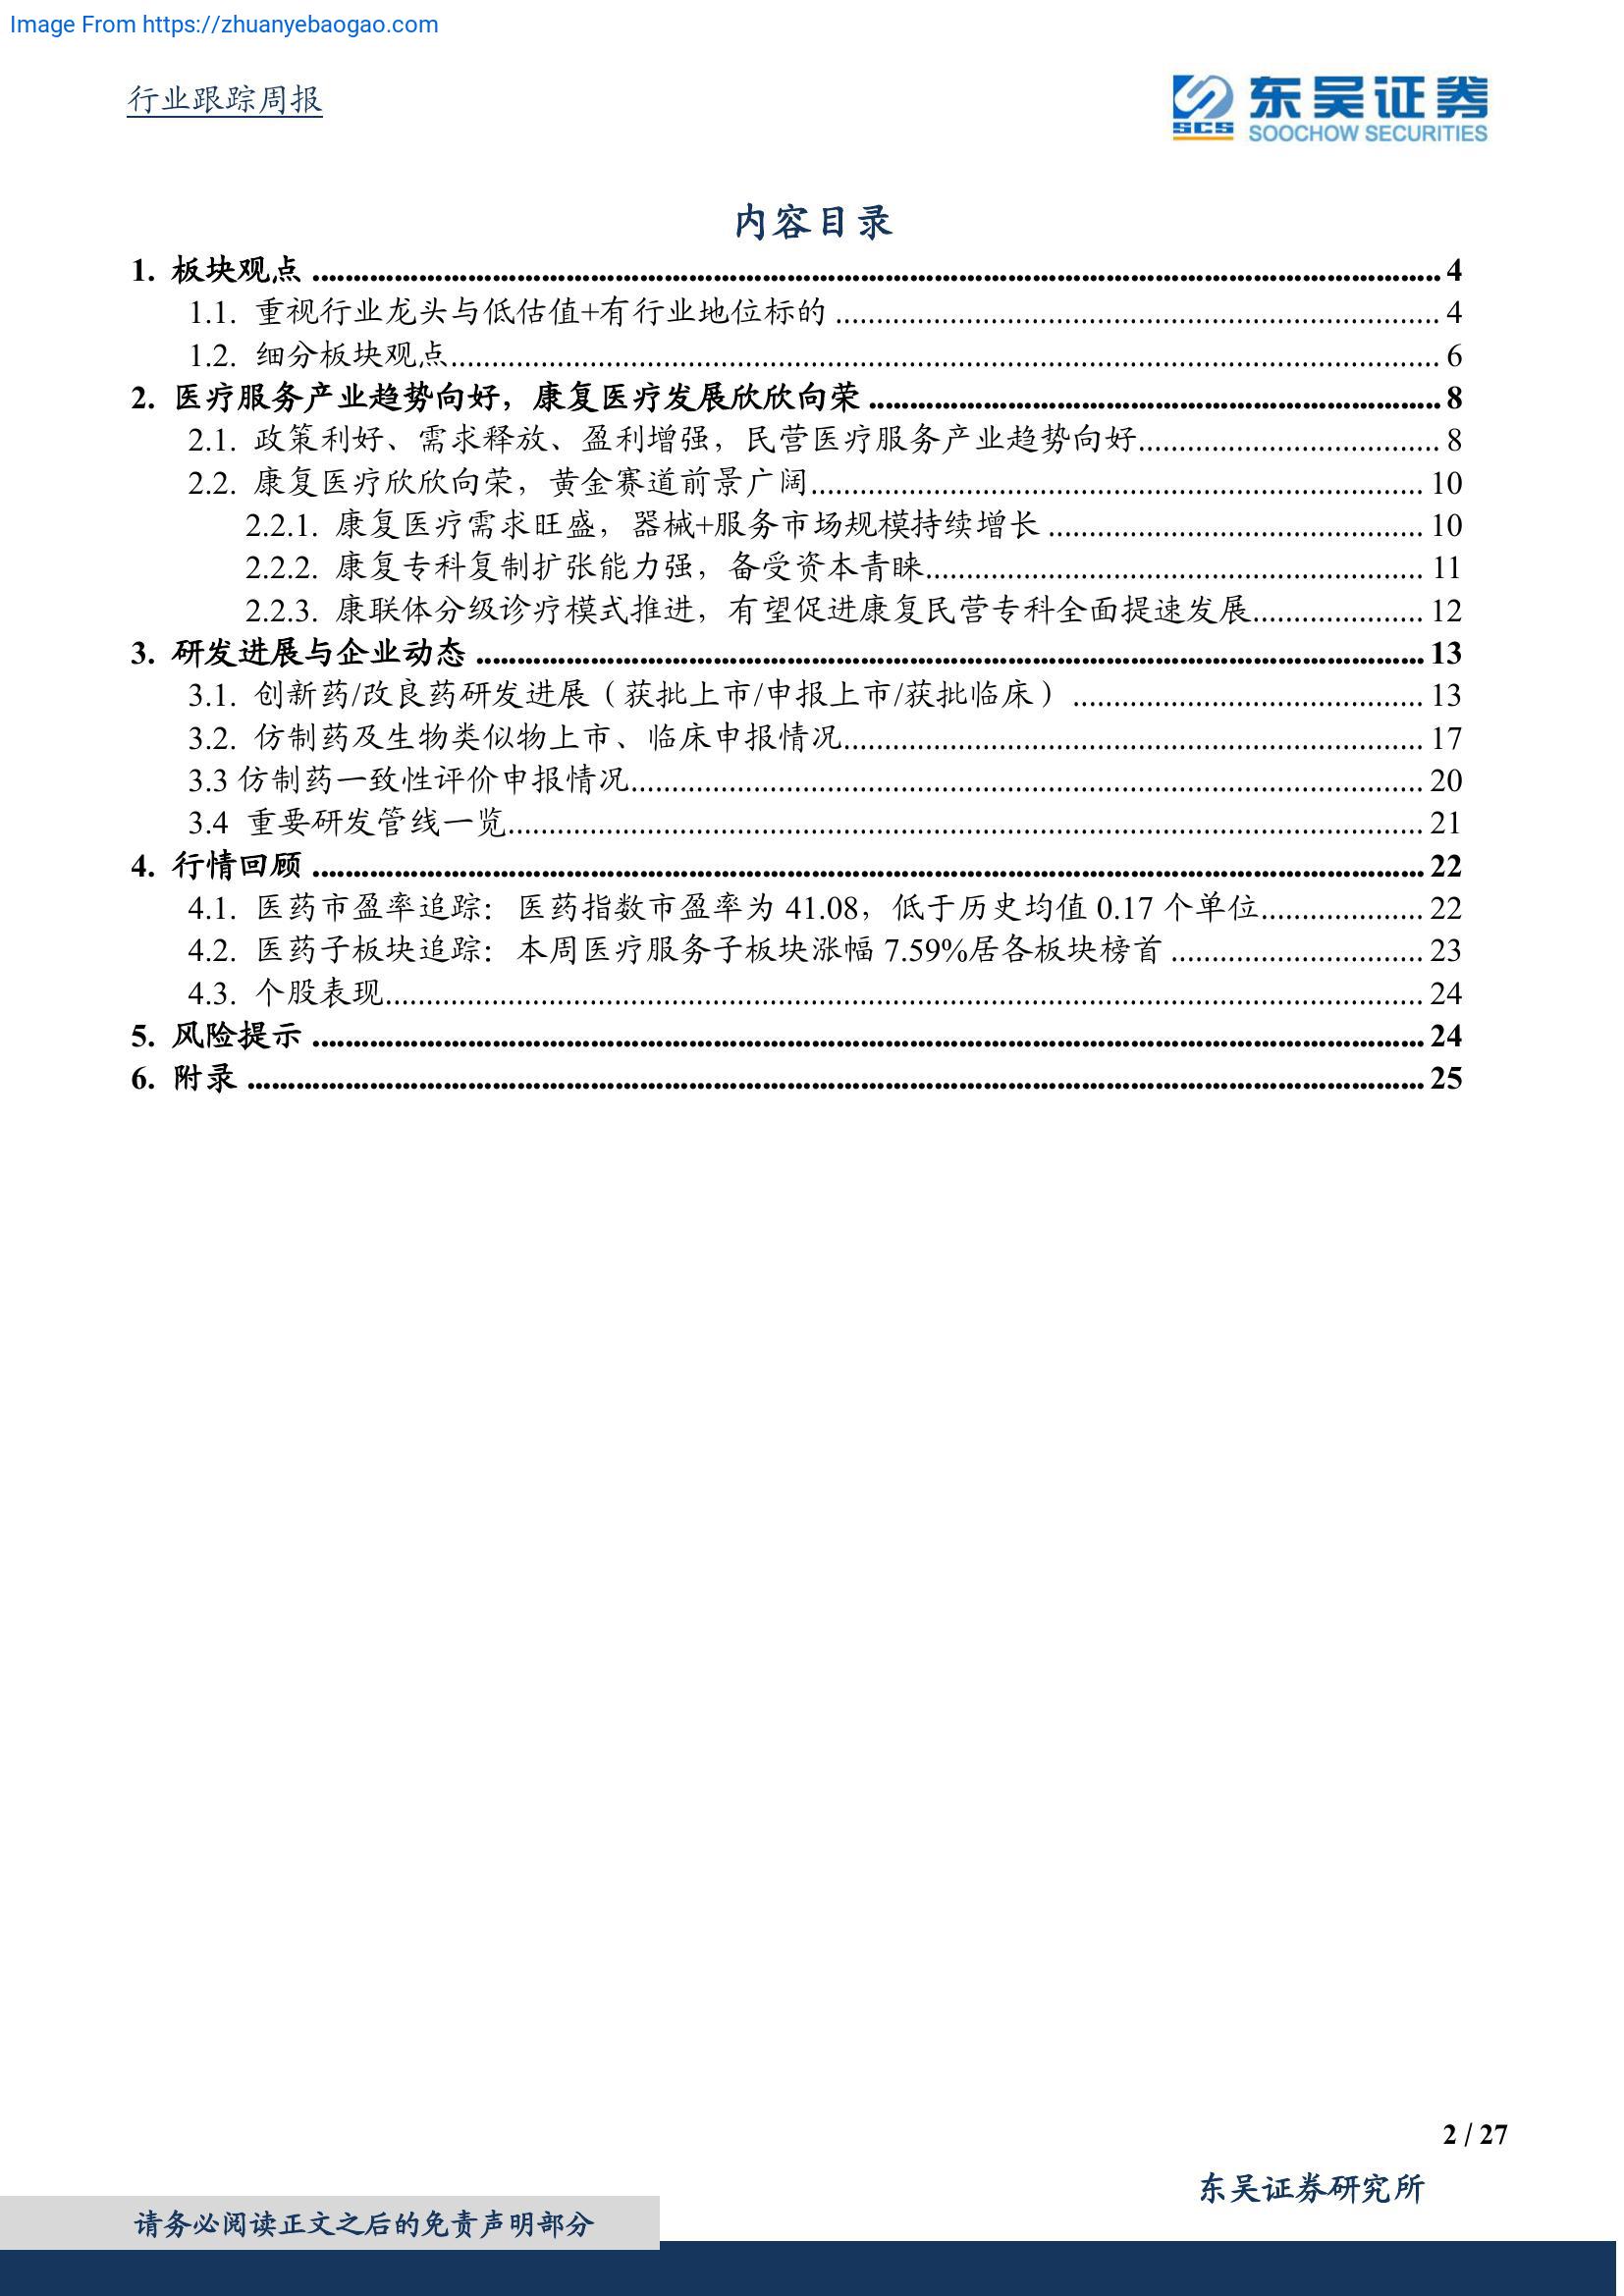 Image From https://zhuanyebaogao.com
行业跟踪周报
SCS 东吴证券
SOOCHOW SECURITIES
内容目录
1. 板块观点 ........ 4
1.1. 重视行业龙头与低估值+有行业地位标的 ........ 4
1.2. 细分板块观点........ 6
2. 医疗服务产业趋势向好，康复医疗发展欣欣向荣 ........ 8
2.1. 政策利好、需求释放、盈利增强，民营医疗服务产业趋势向好........ 8
2.2. 康复医疗欣欣向荣，黄金赛道前景广阔........ 10
2.2.1. 康复医疗需求旺盛，器械+服务市场规模持续增长 ........ 10
2.2.2. 康复专科复制扩张能力强，备受资本青睐........ 11
2.2.3. 康联体分级诊疗模式推进，有望促进康复民营专科全面提速发展........ 12
3. 研发进展与企业动态 ........ 13
3.1. 创新药/改良药研发进展（获批上市/申报上市/获批临床） ........ 13
3.2. 仿制药及生物类似物上市、临床申报情况........ 17
3.3 仿制药一致性评价申报情况........ 20
3.4 重要研发管线一览........ 21
4. 行情回顾 ........ 22
4.1. 医药市盈率追踪：医药指数市盈率为 41.08，低于历史均值 0.17 个单位........ 22
4.2. 医药子板块追踪：本周医疗服务子板块涨幅 7.59%居各板块榜首 ........ 23
4.3. 个股表现........ 24
5. 风险提示 ........ 24
6. 附录 ........ 25
2 / 27
东吴证券研究所
请务必阅读正文之后的免责声明部分